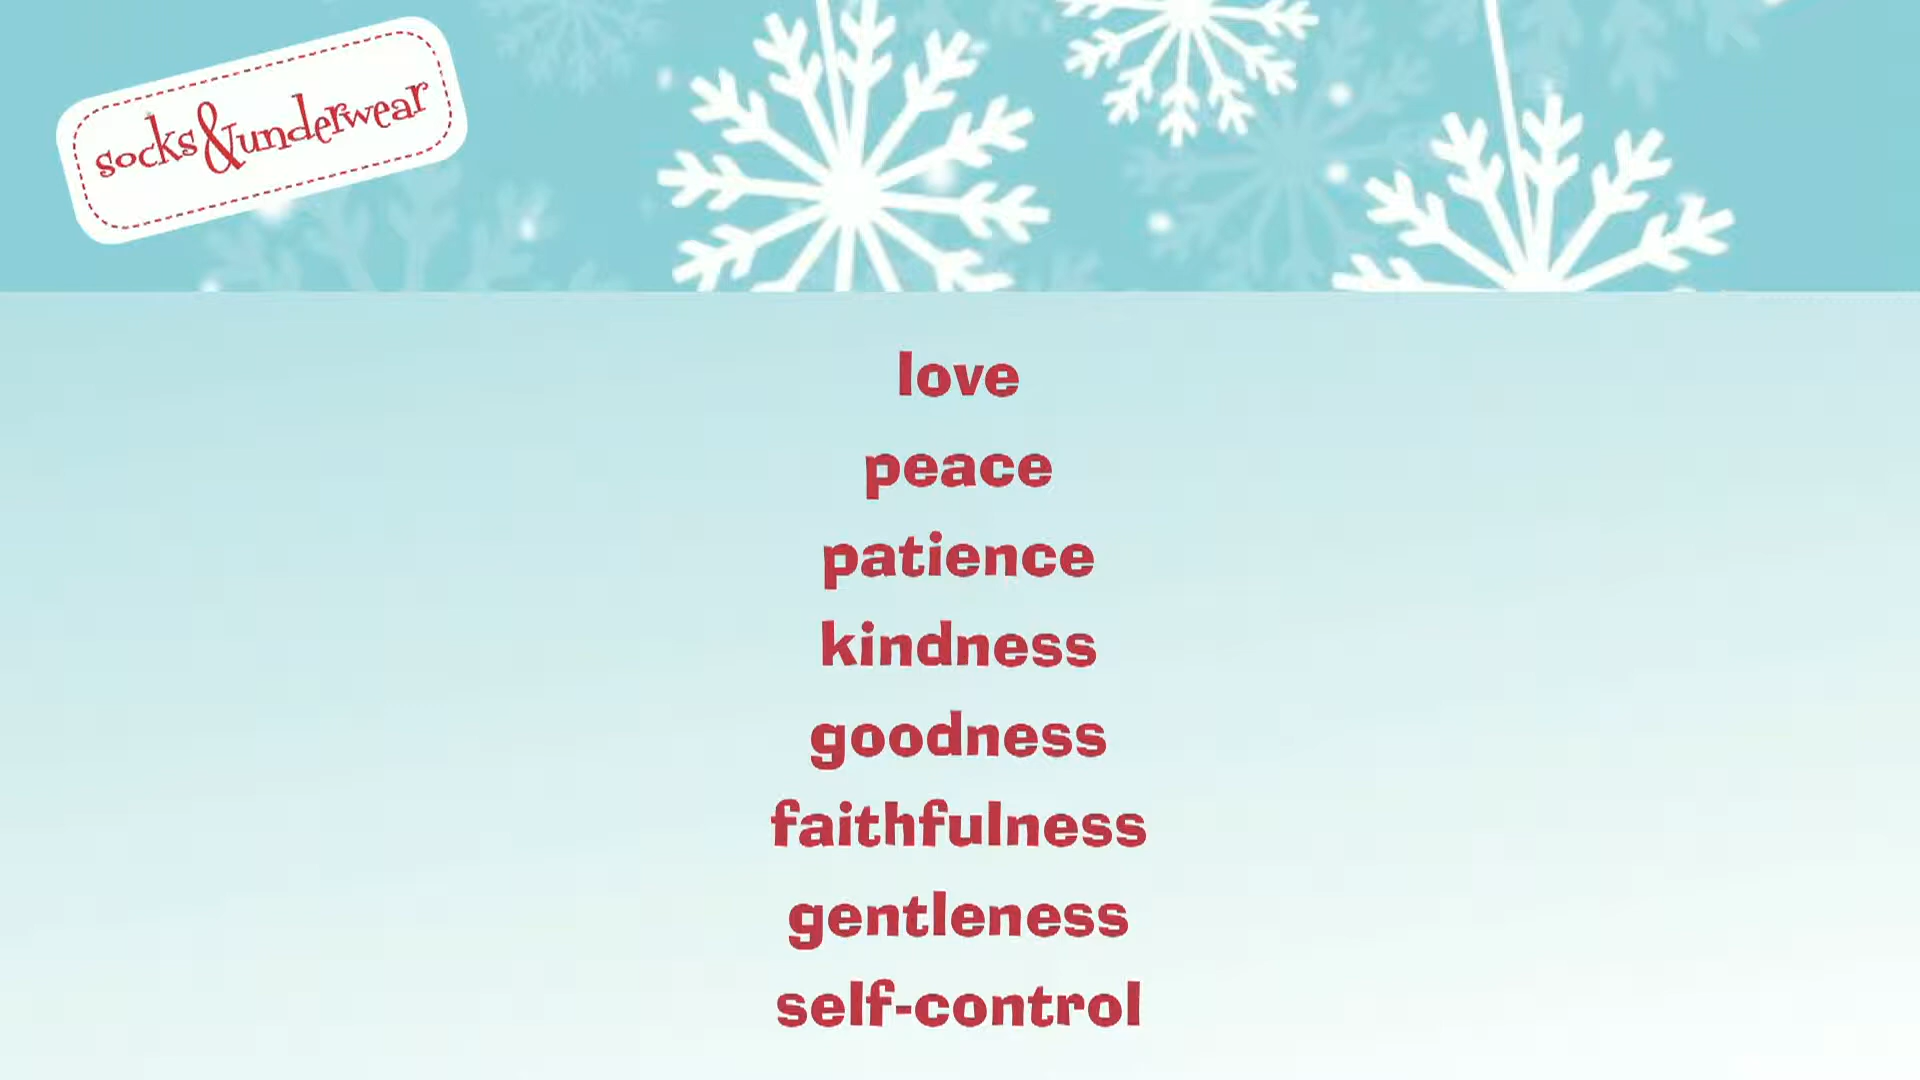 socks&underwear
love
peace
patience
kindness
goodness
faithfulness
gentleness
self-control